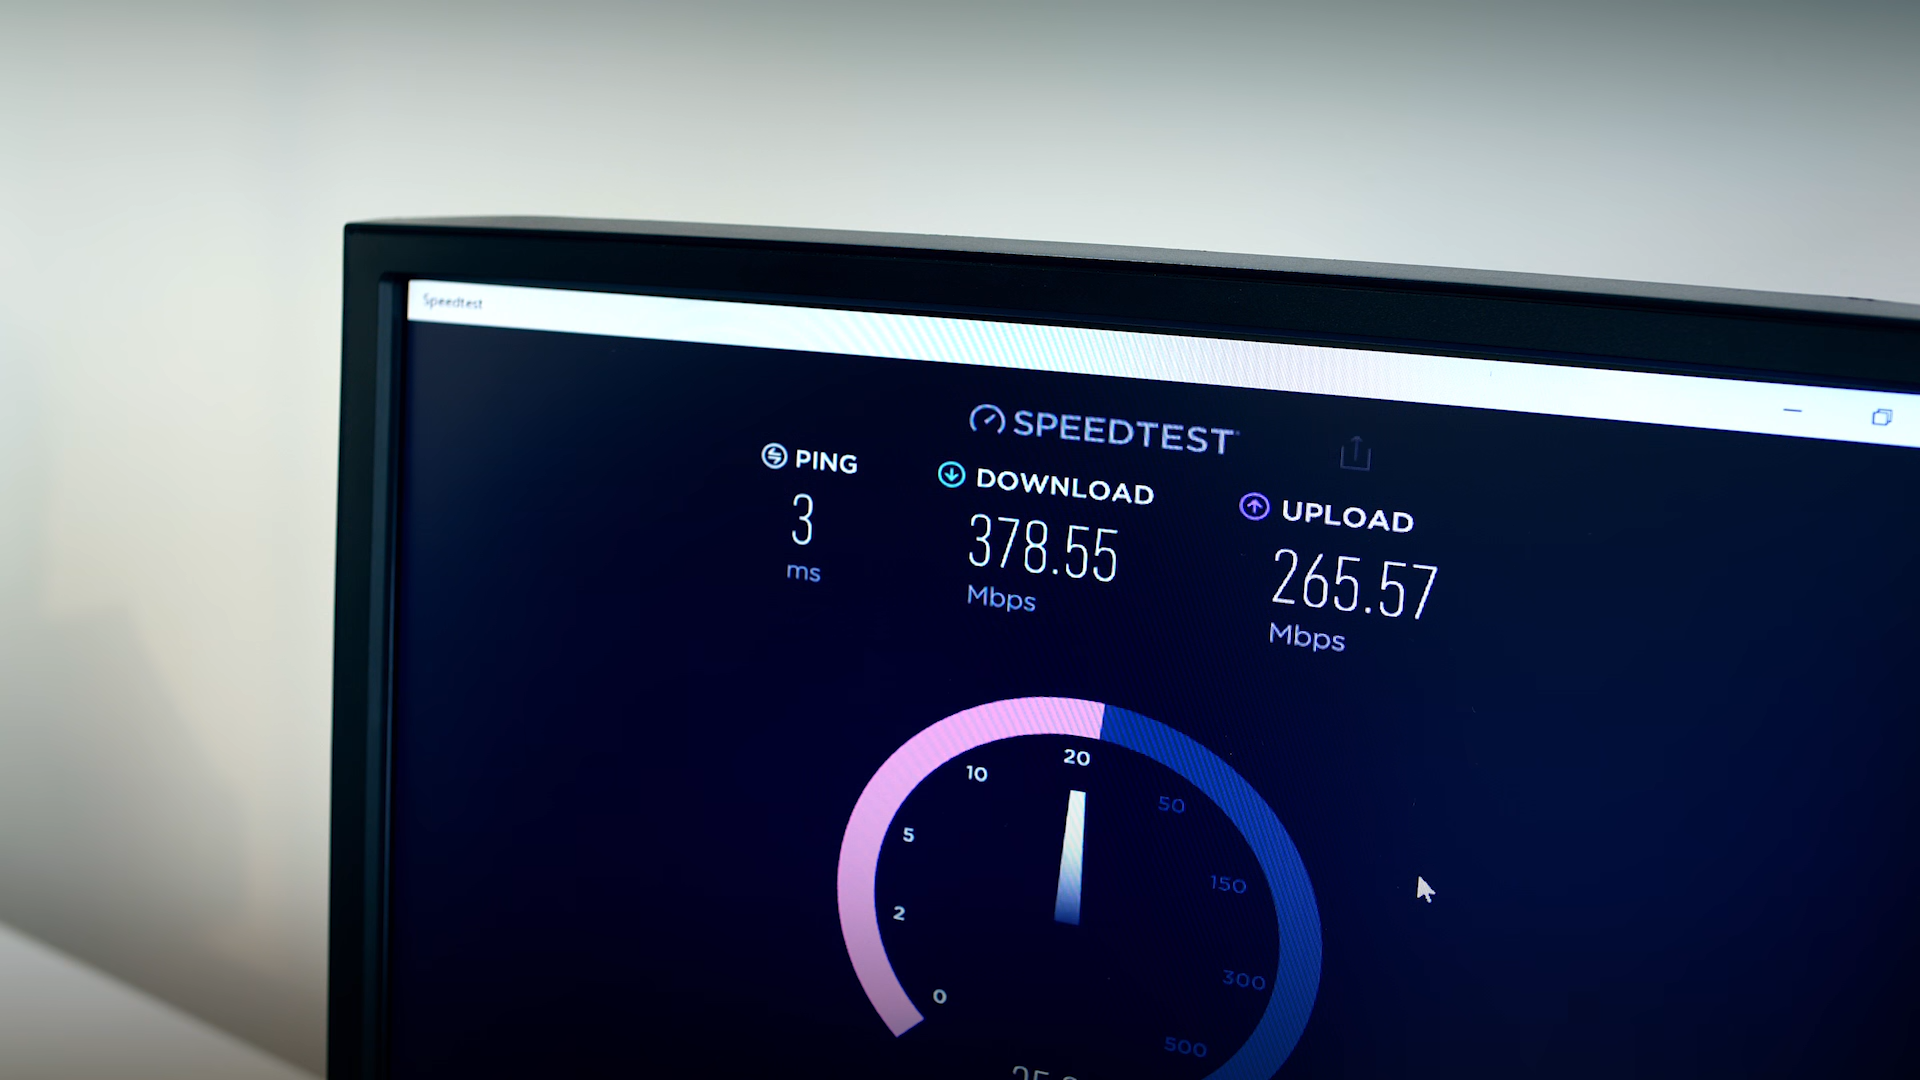 Speedtest
SPEEDTEST
PING
3
ms
DOWNLOAD
378.55
Mbps
UPLOAD
265.57
Mbps
0
2
5
10
20
50
150
300
500